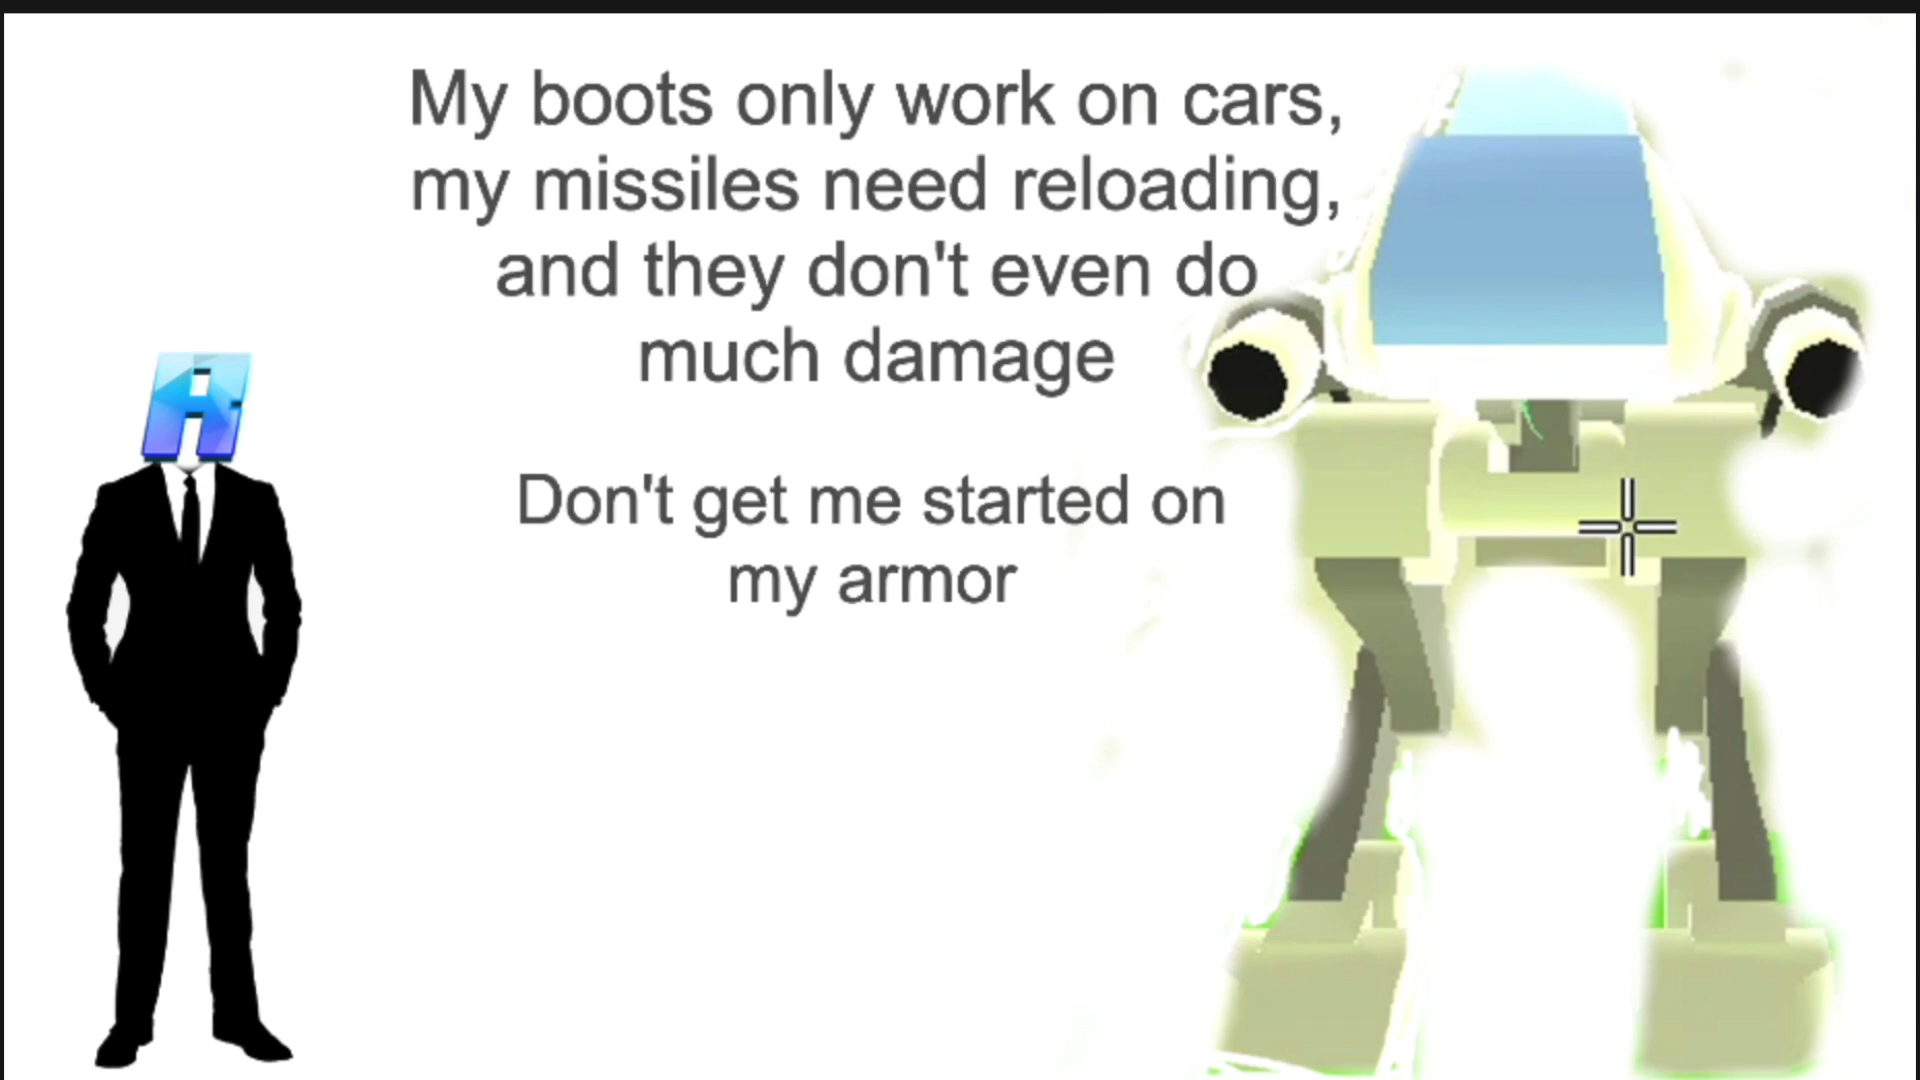 My boots only work on cars,
my missiles need reloading,
and they don't even do
much damage
Don't get me started on
my armor